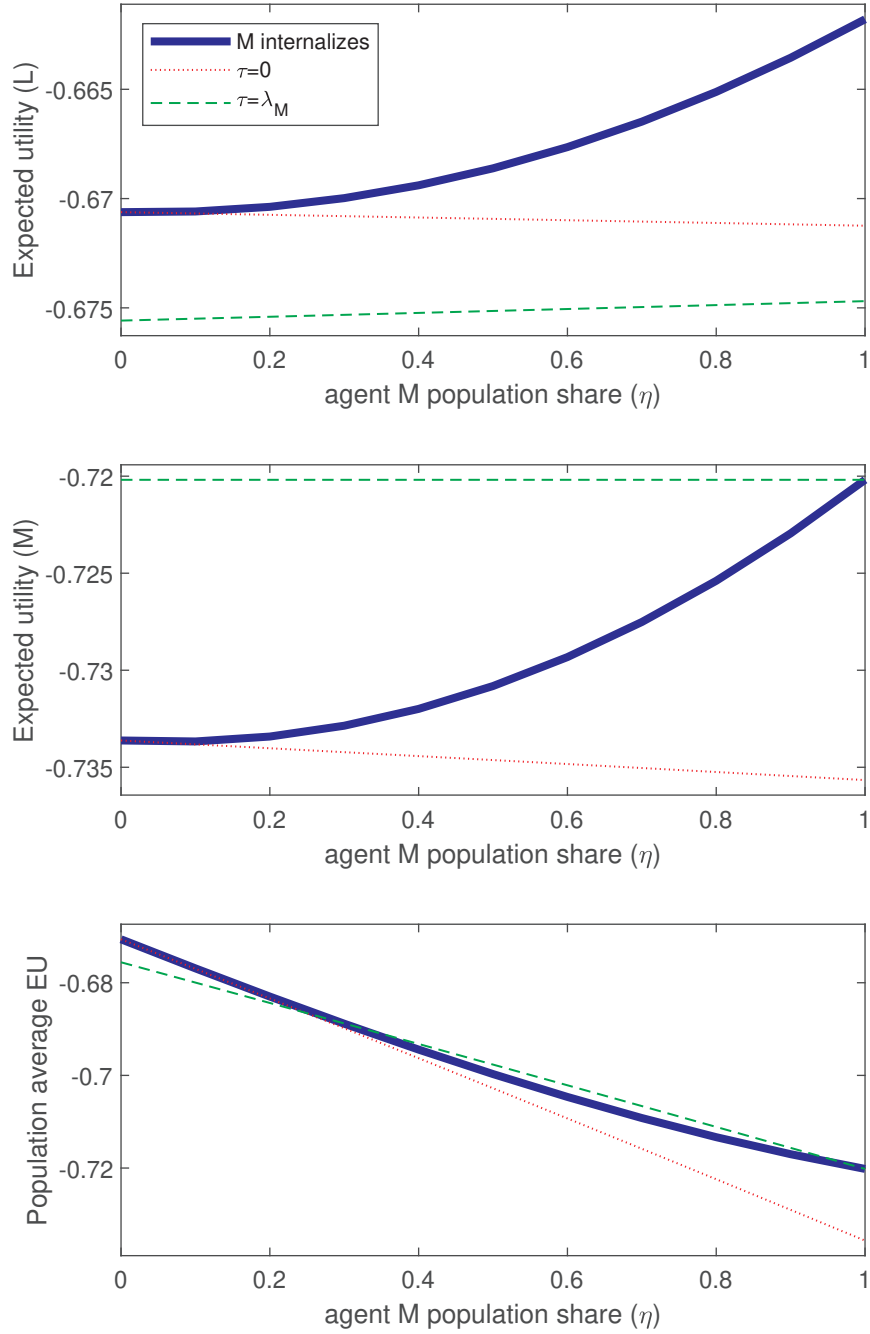 Expected utility (L)
M internalizes
τ=0
τ=λ_M
-0.665
-0.67
-0.675
0 0.2 0.4 0.6 0.8 1
agent M population share (η)
Expected utility (M)
-0.72
-0.725
-0.73
-0.735
0 0.2 0.4 0.6 0.8 1
agent M population share (η)
Population average EU
-0.68
-0.7
-0.72
0 0.2 0.4 0.6 0.8 1
agent M population share (η)